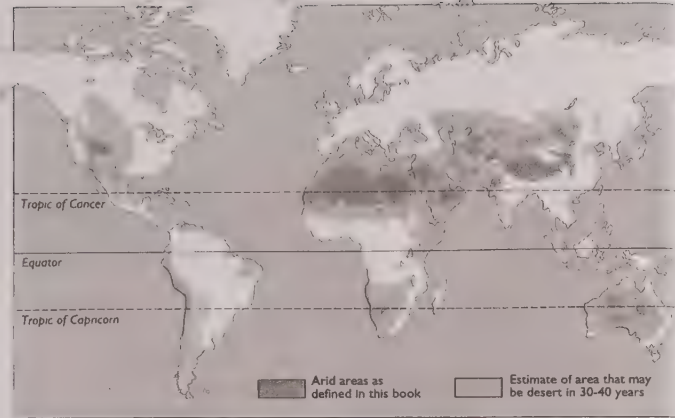 Tropic of Cancer
Equator
Tropic of Capricorn
Arid areas as
defined in this book
Estimate of area that may
be desert in 30-40 years